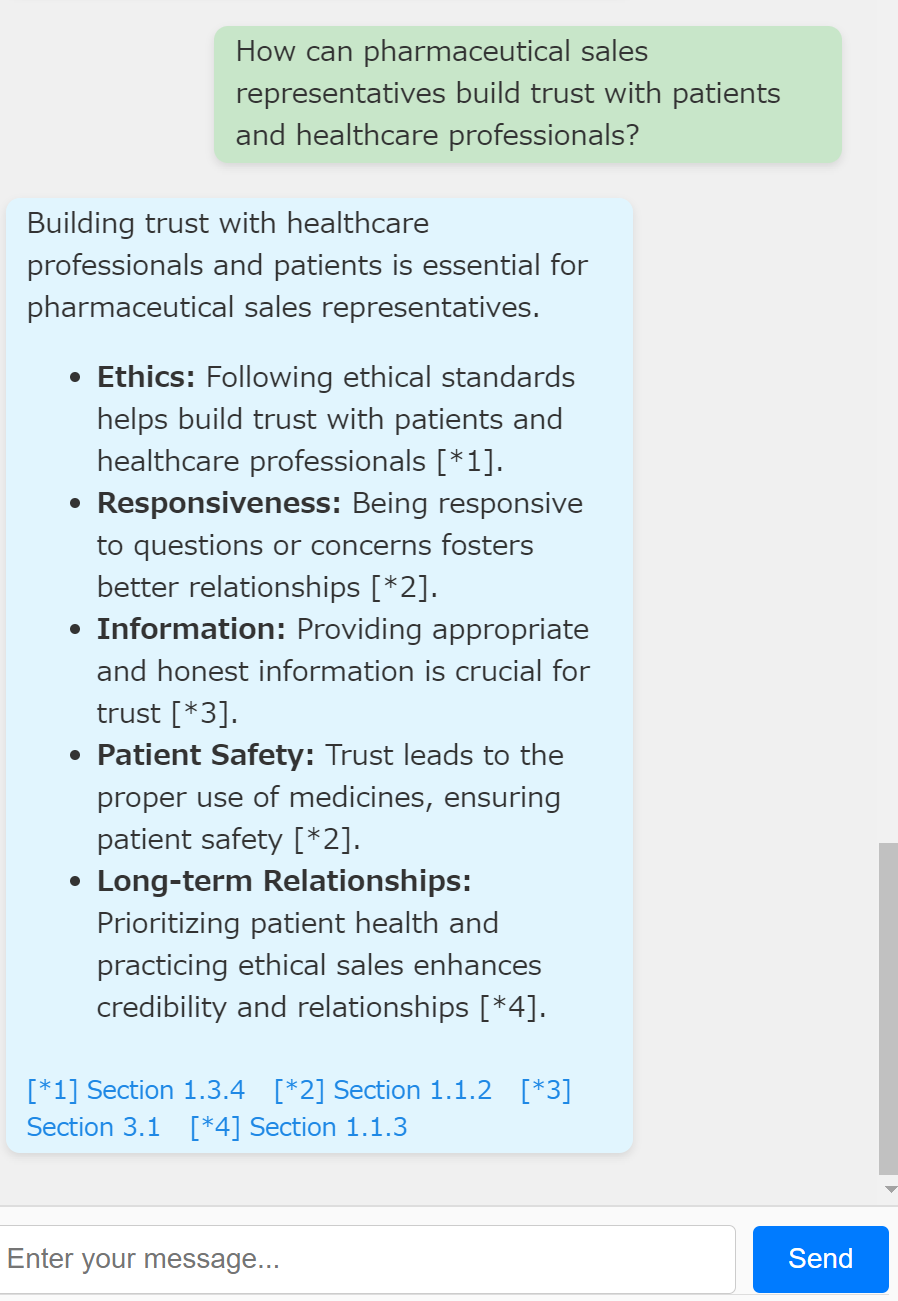 How can pharmaceutical sales
representatives build trust with patients
and healthcare professionals?
Building trust with healthcare
professionals and patients is essential for
pharmaceutical sales representatives.
• Ethics: Following ethical standards
helps build trust with patients and
healthcare professionals [*1].
• Responsiveness: Being responsive
to questions or concerns fosters
better relationships [*2].
• Information: Providing appropriate
and honest information is crucial for
trust [*3].
• Patient Safety: Trust leads to the
proper use of medicines, ensuring
patient safety [*2].
• Long-term Relationships:
Prioritizing patient health and
practicing ethical sales enhances
credibility and relationships [*4].
[*1] Section 1.3.4 [*2] Section 1.1.2 [*3]
Section 3.1 [*4] Section 1.1.3
Enter your message... Send